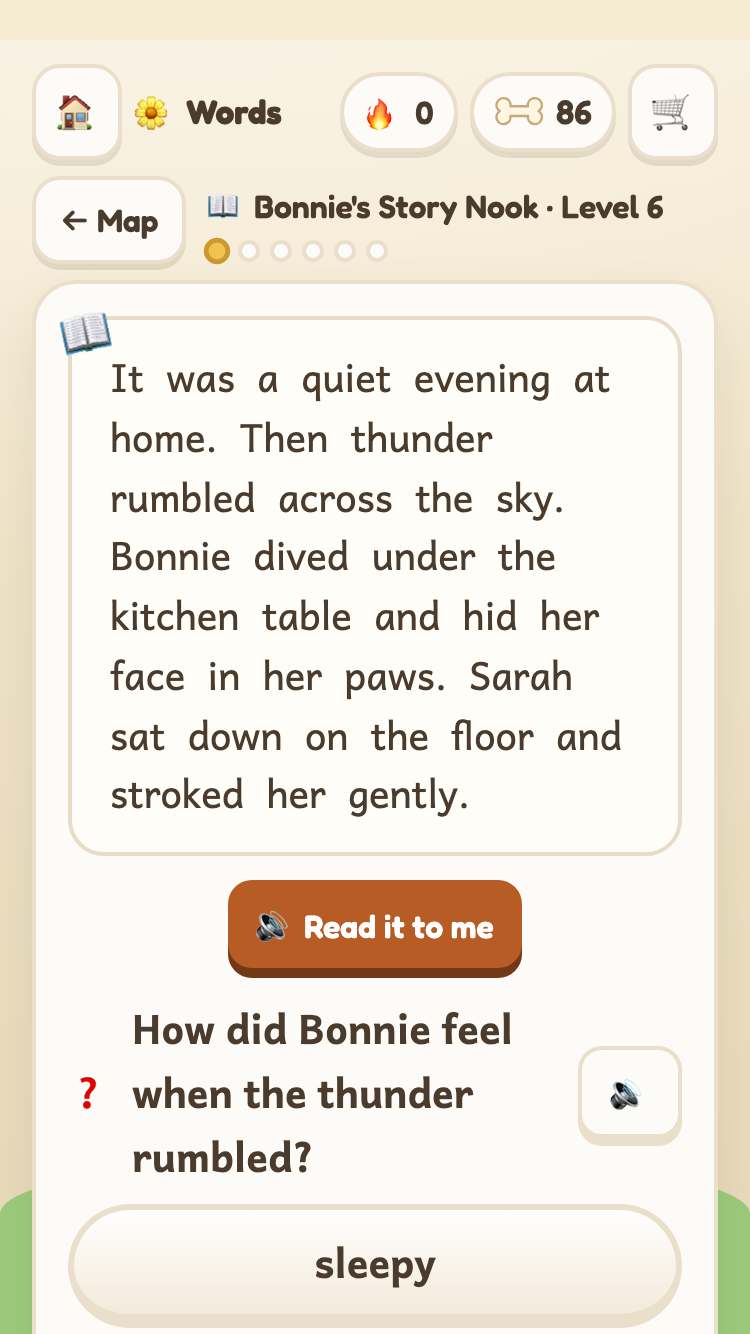 Words
0
86
← Map
Bonnie's Story Nook · Level 6
It was a quiet evening at
home. Then thunder
rumbled across the sky.
Bonnie dived under the
kitchen table and hid her
face in her paws. Sarah
sat down on the floor and
stroked her gently.
Read it to me
How did Bonnie feel
? when the thunder
rumbled?
sleepy